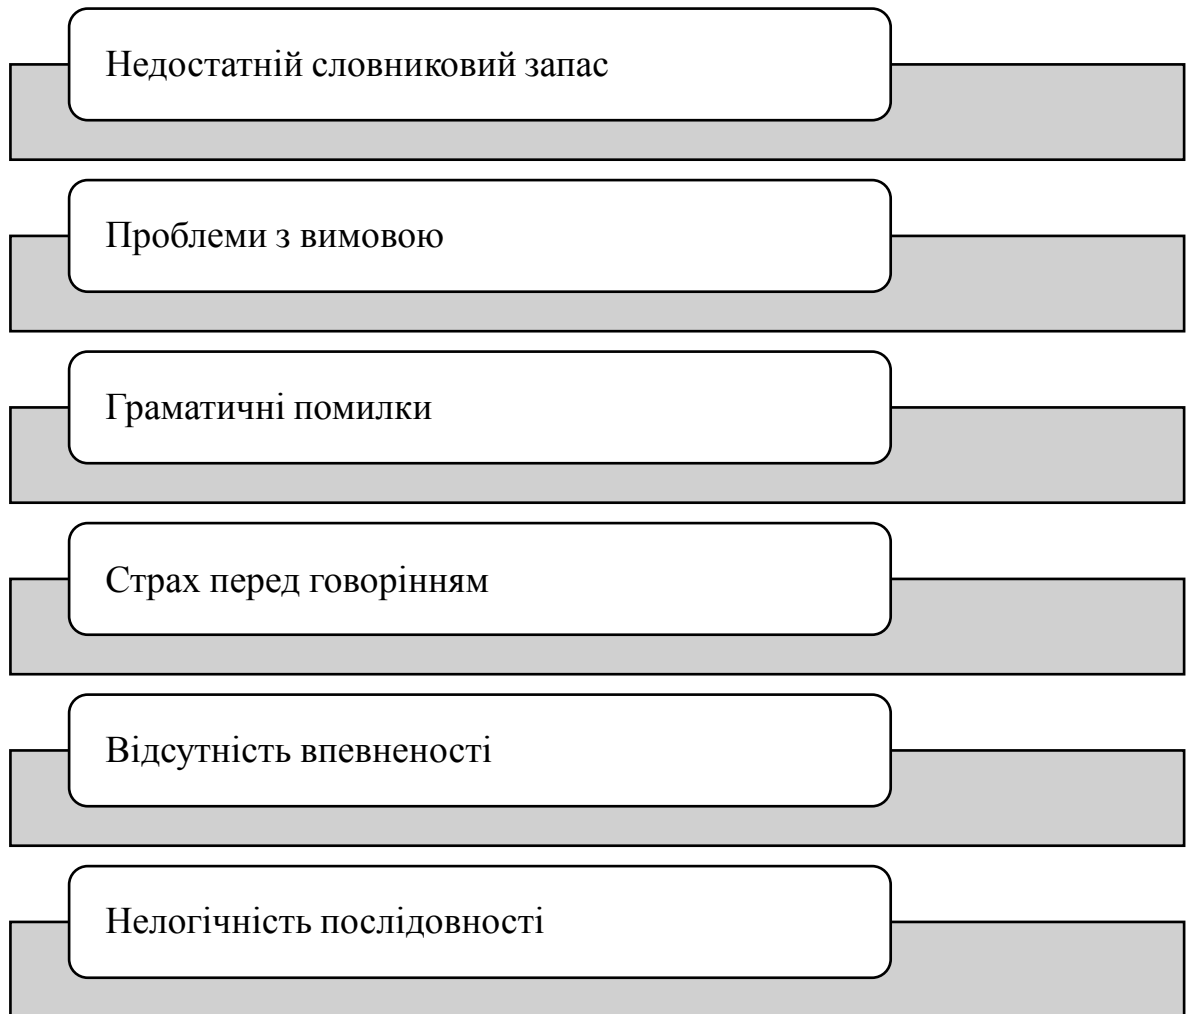 Недостатній словниковий запас
Проблеми з вимовою
Граматичні помилки
Страх перед говорінням
Відсутність впевненості
Нелогічність послідовності